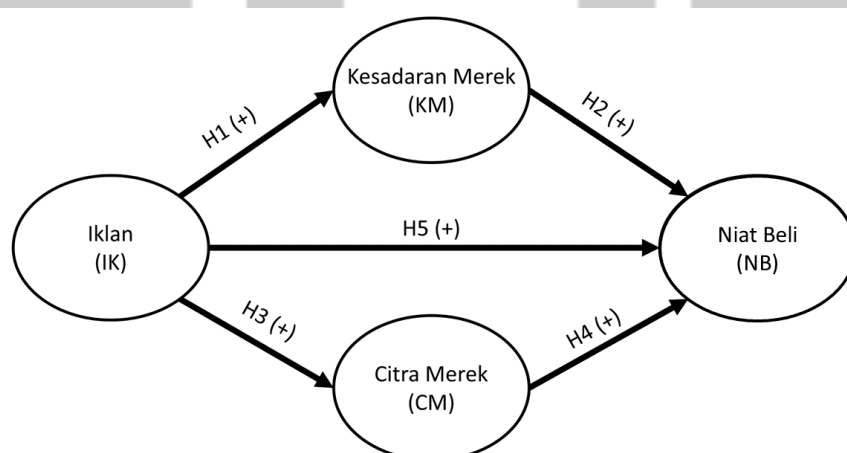 Kesadaran Merek
(KM)
H1 (+)
H2 (+)
Iklan
(IK)
H5 (+)
Niat Beli
(NB)
H3 (+)
H4 (+)
Citra Merek
(CM)